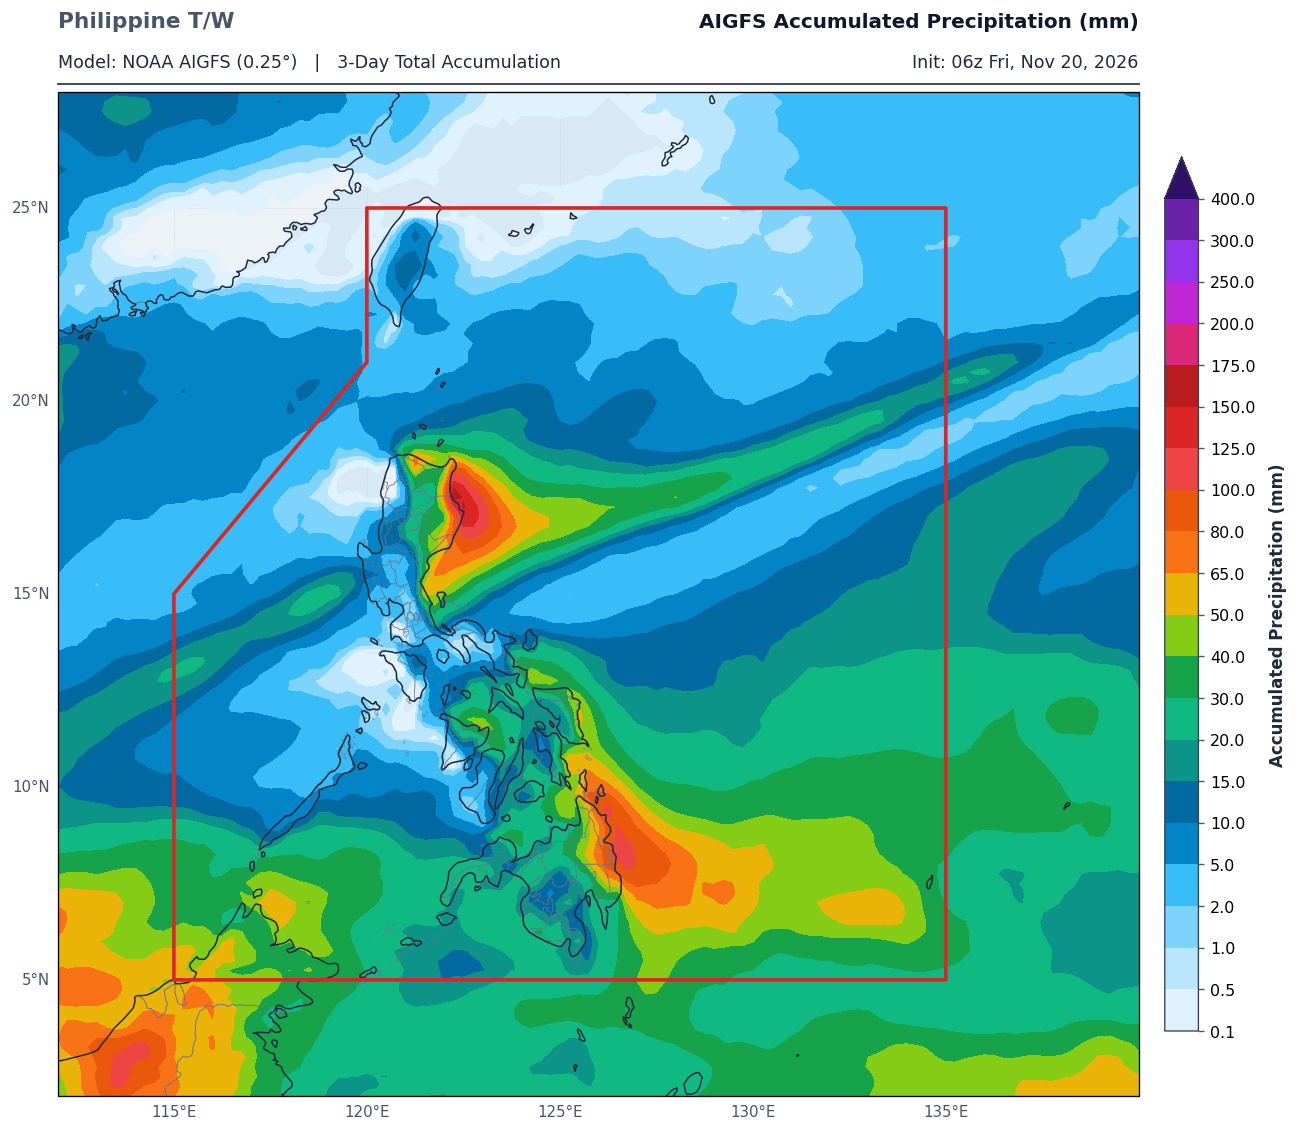 Philippine T/W
AIGFS Accumulated Precipitation (mm)
Model: NOAA AIGFS (0.25°) | 3-Day Total Accumulation
Init: 06z Fri, Nov 20, 2026
25°N
20°N
15°N
10°N
5°N
115°E
120°E
125°E
130°E
135°E
400.0
300.0
250.0
200.0
175.0
150.0
125.0
100.0
80.0
65.0
50.0
40.0
30.0
20.0
15.0
10.0
5.0
2.0
1.0
0.5
0.1
Accumulated Precipitation (mm)